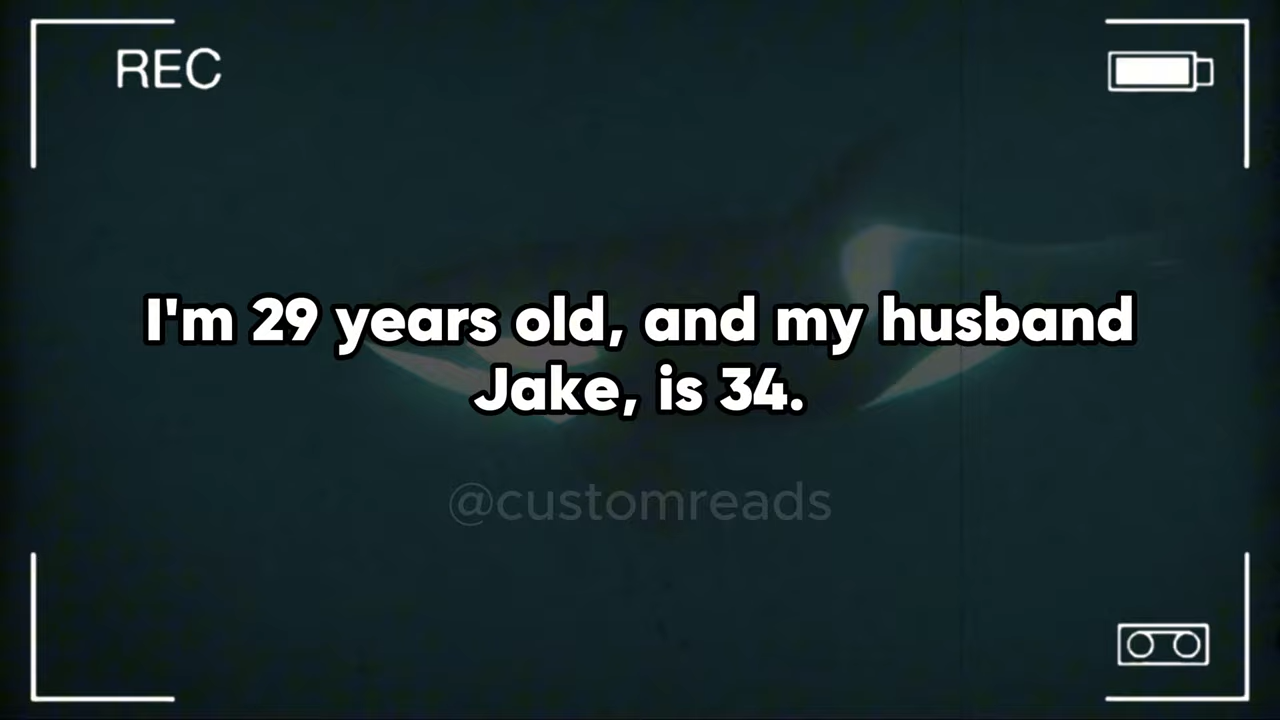 REC
I'm 29 years old, and my husband
Jake, is 34.
@customreads